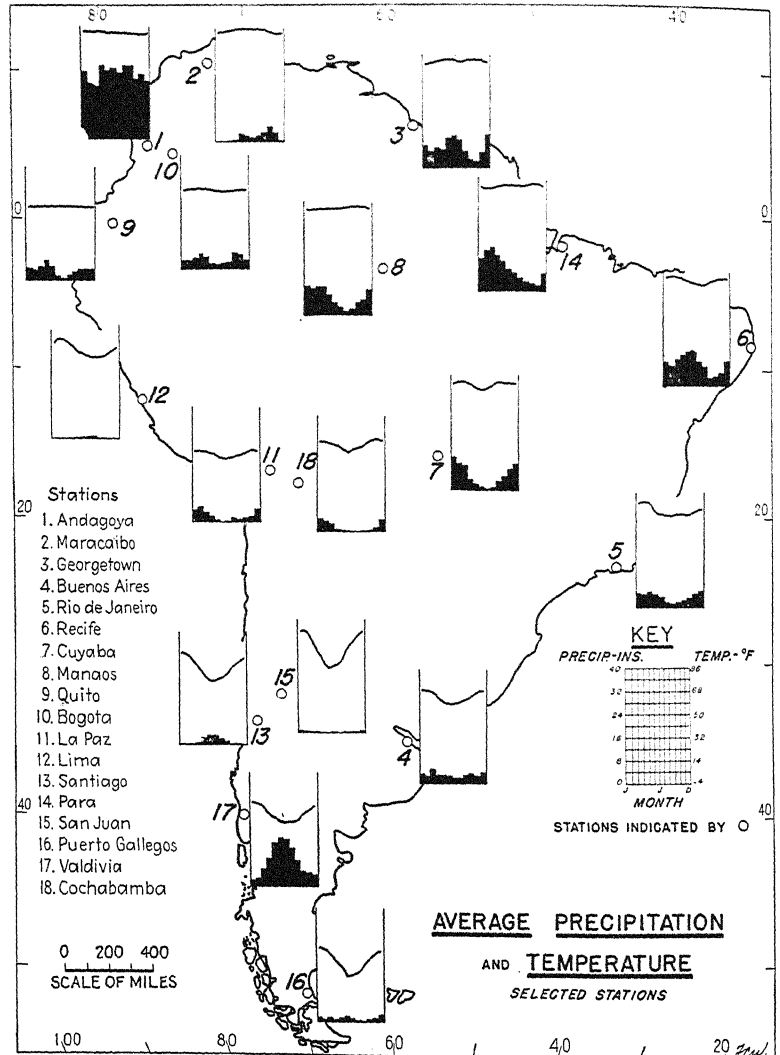 80 60 40
2
1
10
3
0
9
8
14
0
6
12
11
18
7
20
20
Stations
1. Andagoya
2. Maracaibo
3. Georgetown
4. Buenos Aires
5. Rio de Janeiro
6. Recife
7. Cuyaba
8. Manaos
9. Quito
10. Bogota
11. La Paz
12. Lima
13. Santiago
14. Para
15. San Juan
16. Puerto Gallegos
17. Valdivia
18. Cochabamba
5
KEY
PRECIP-INS. TEMP.-°F
40 86
32 68
24 50
16 32
8 14
0 -4
J J D
MONTH
STATIONS INDICATED BY O
15
13
4
40
40
17
AVERAGE PRECIPITATION
AND TEMPERATURE
SELECTED STATIONS
0 200 400
SCALE OF MILES
16
100 80 60 20